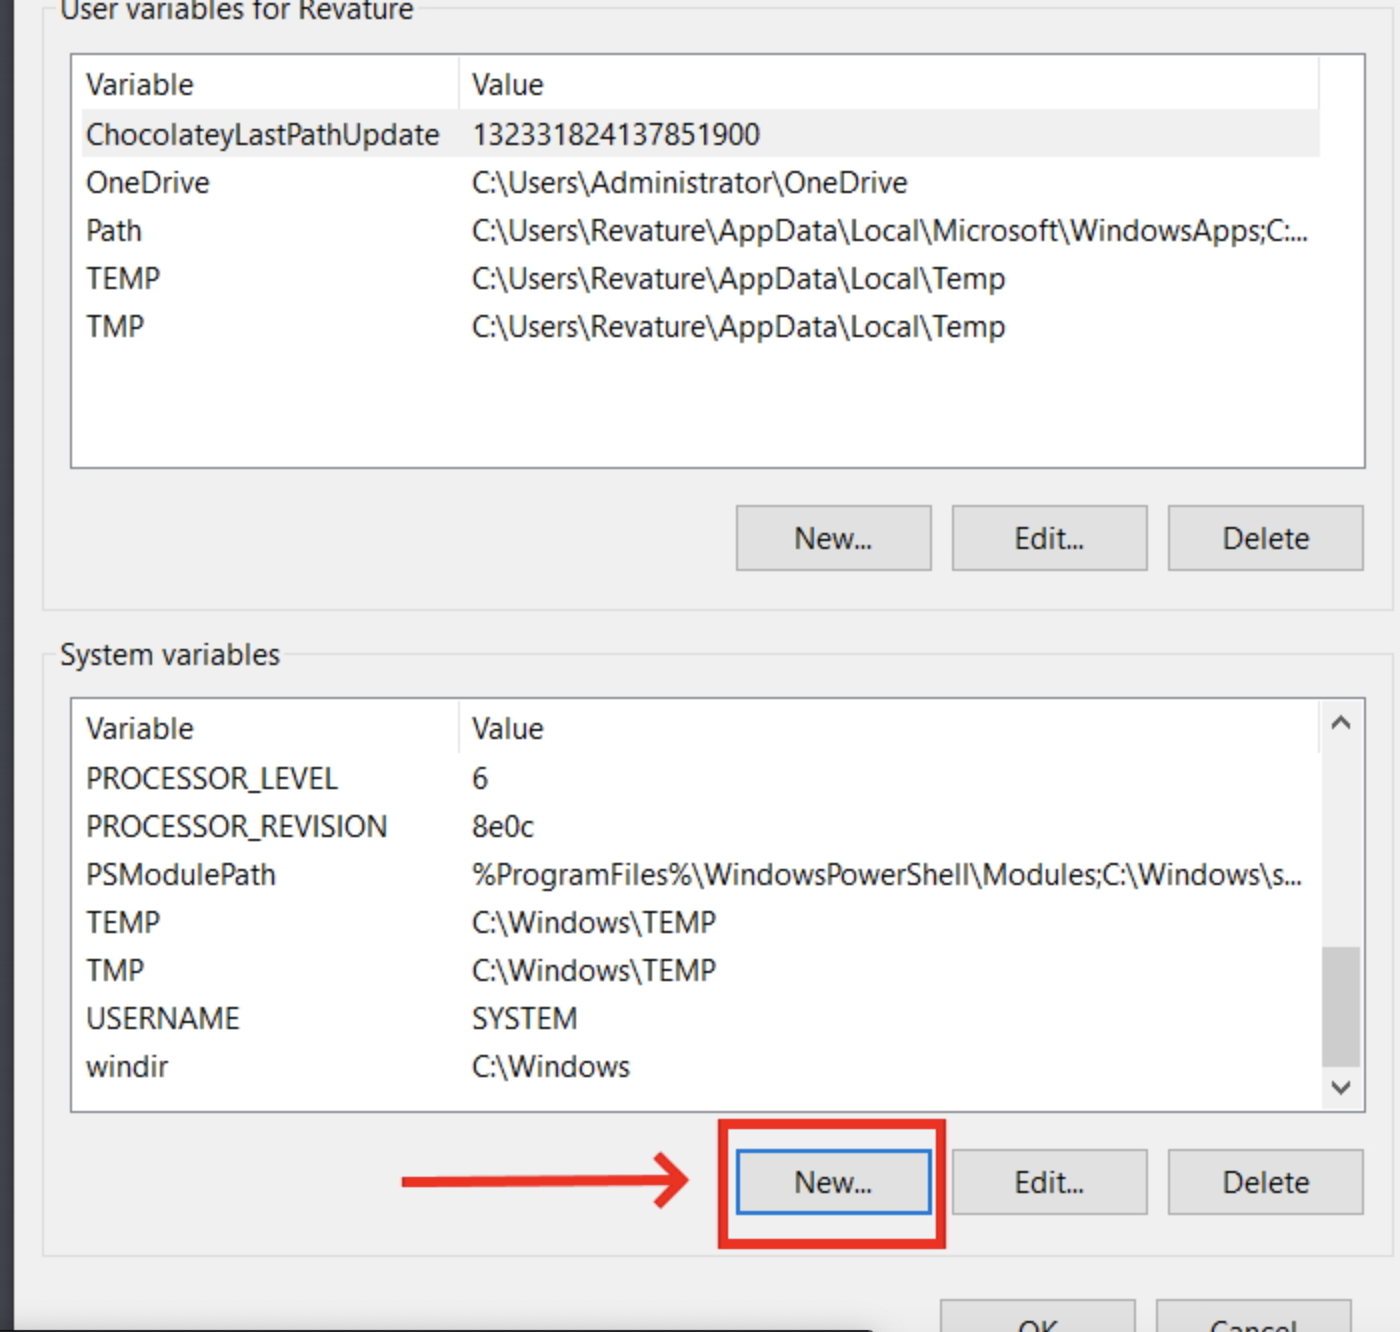 User variables for Revature
Variable Value
ChocolateyLastPathUpdate 132331824137851900
OneDrive C:\Users\Administrator\OneDrive
Path C:\Users\Revature\AppData\Local\Microsoft\WindowsApps;C:...
TEMP C:\Users\Revature\AppData\Local\Temp
TMP C:\Users\Revature\AppData\Local\Temp
New... Edit... Delete
System variables
Variable Value
PROCESSOR_LEVEL 6
PROCESSOR_REVISION 8e0c
PSModulePath %ProgramFiles%\WindowsPowerShell\Modules;C:\Windows\s...
TEMP C:\Windows\TEMP
TMP C:\Windows\TEMP
USERNAME SYSTEM
windir C:\Windows
New... Edit... Delete
OK Cancel